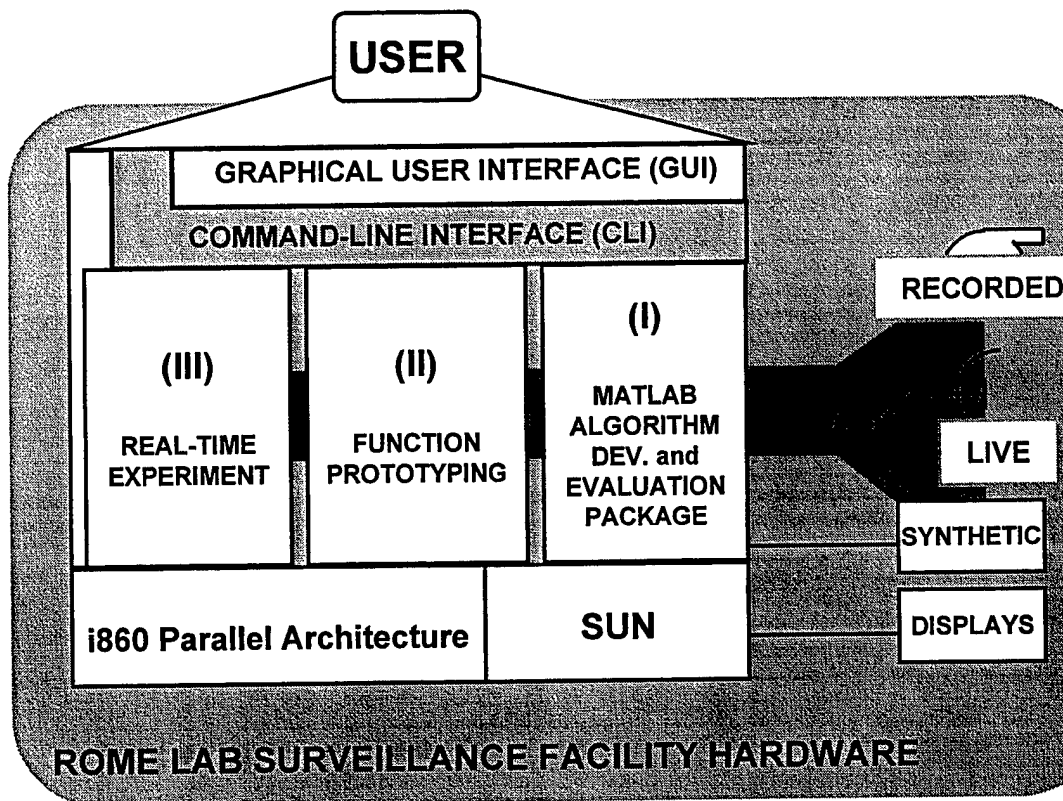 USER
GRAPHICAL USER INTERFACE (GUI)
COMMAND-LINE INTERFACE (CLI)
(III)
REAL-TIME
EXPERIMENT
(II)
FUNCTION
PROTOTYPING
(I)
MATLAB
ALGORITHM
DEV. and
EVALUATION
PACKAGE
RECORDED
LIVE
SYNTHETIC
DISPLAYS
i860 Parallel Architecture
SUN
ROME LAB SURVEILLANCE FACILITY HARDWARE